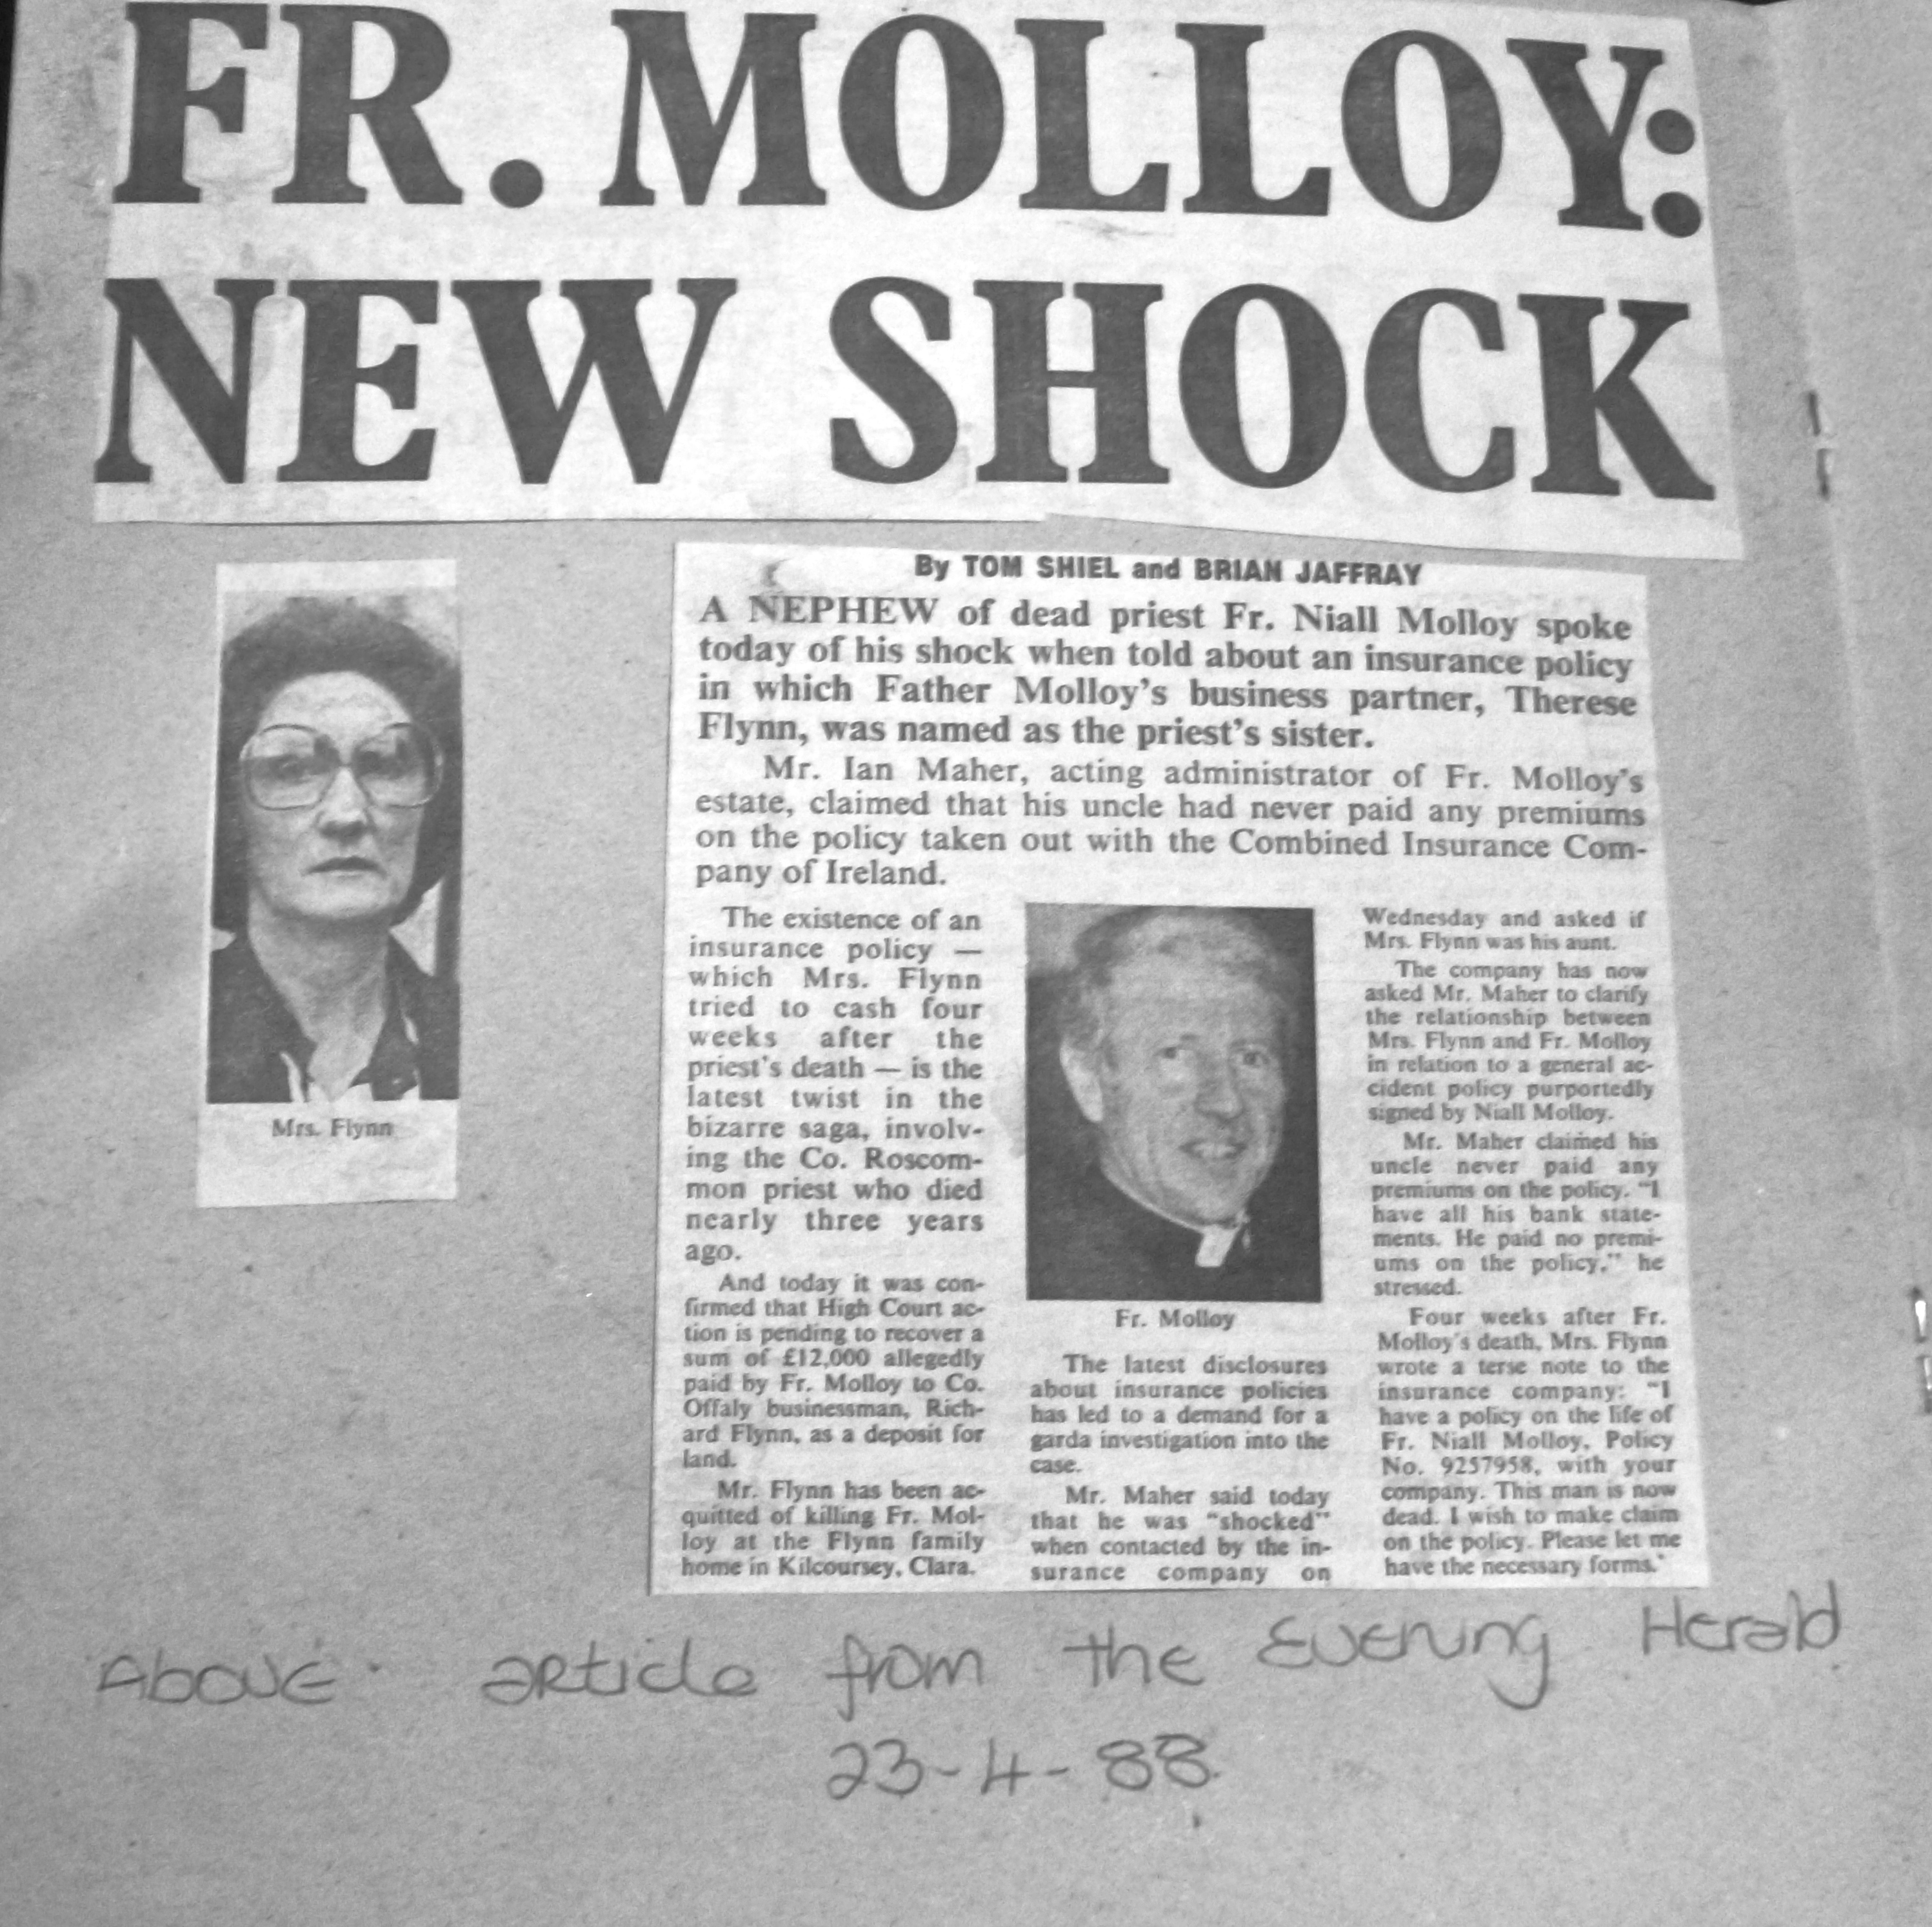 FR. MOLLOY:
NEW SHOCK
Mrs. Flynn
By TOM SHIEL and BRIAN JAFFRAY
A NEPHEW of dead priest Fr. Niall Molloy spoke
today of his shock when told about an insurance policy
in which Father Molloy's business partner, Therese
Flynn, was named as the priest's sister.
Mr. Ian Maher, acting administrator of Fr. Molloy's
estate, claimed that his uncle had never paid any premiums
on the policy taken out with the Combined Insurance Com-
pany of Ireland.
The existence of an
insurance policy —
which Mrs. Flynn
tried to cash four
weeks after the
priest's death — is the
latest twist in the
bizarre saga, involv-
ing the Co. Roscom-
mon priest who died
nearly three years
ago.
And today it was con-
firmed that High Court ac-
tion is pending to recover a
sum of £12,000 allegedly
paid by Fr. Molloy to Co.
Offaly businessman, Rich-
ard Flynn, as a deposit for
land.
Mr. Flynn has been ac-
quitted of killing Fr. Mol-
loy at the Flynn family
home in Kilcoursey, Clara.
Fr. Molloy
The latest disclosures
about insurance policies
has led to a demand for a
garda investigation into the
case.
Mr. Maher said today
that he was "shocked"
when contacted by the in-
surance company on
Wednesday and asked if
Mrs. Flynn was his aunt.
The company has now
asked Mr. Maher to clarify
the relationship between
Mrs. Flynn and Fr. Molloy
in relation to a general ac-
cident policy purportedly
signed by Niall Molloy.
Mr. Maher claimed his
uncle never paid any
premiums on the policy. "I
have all his bank state-
ments. He paid no premi-
ums on the policy," he
stressed.
Four weeks after Fr.
Molloy's death, Mrs. Flynn
wrote a terse note to the
insurance company: "I
have a policy on the life of
Fr. Niall Molloy, Policy
No. 9257958, with your
company. This man is now
dead. I wish to make claim
on the policy. Please let me
have the necessary forms.'
Above article from the Evening Herald
23-4-88